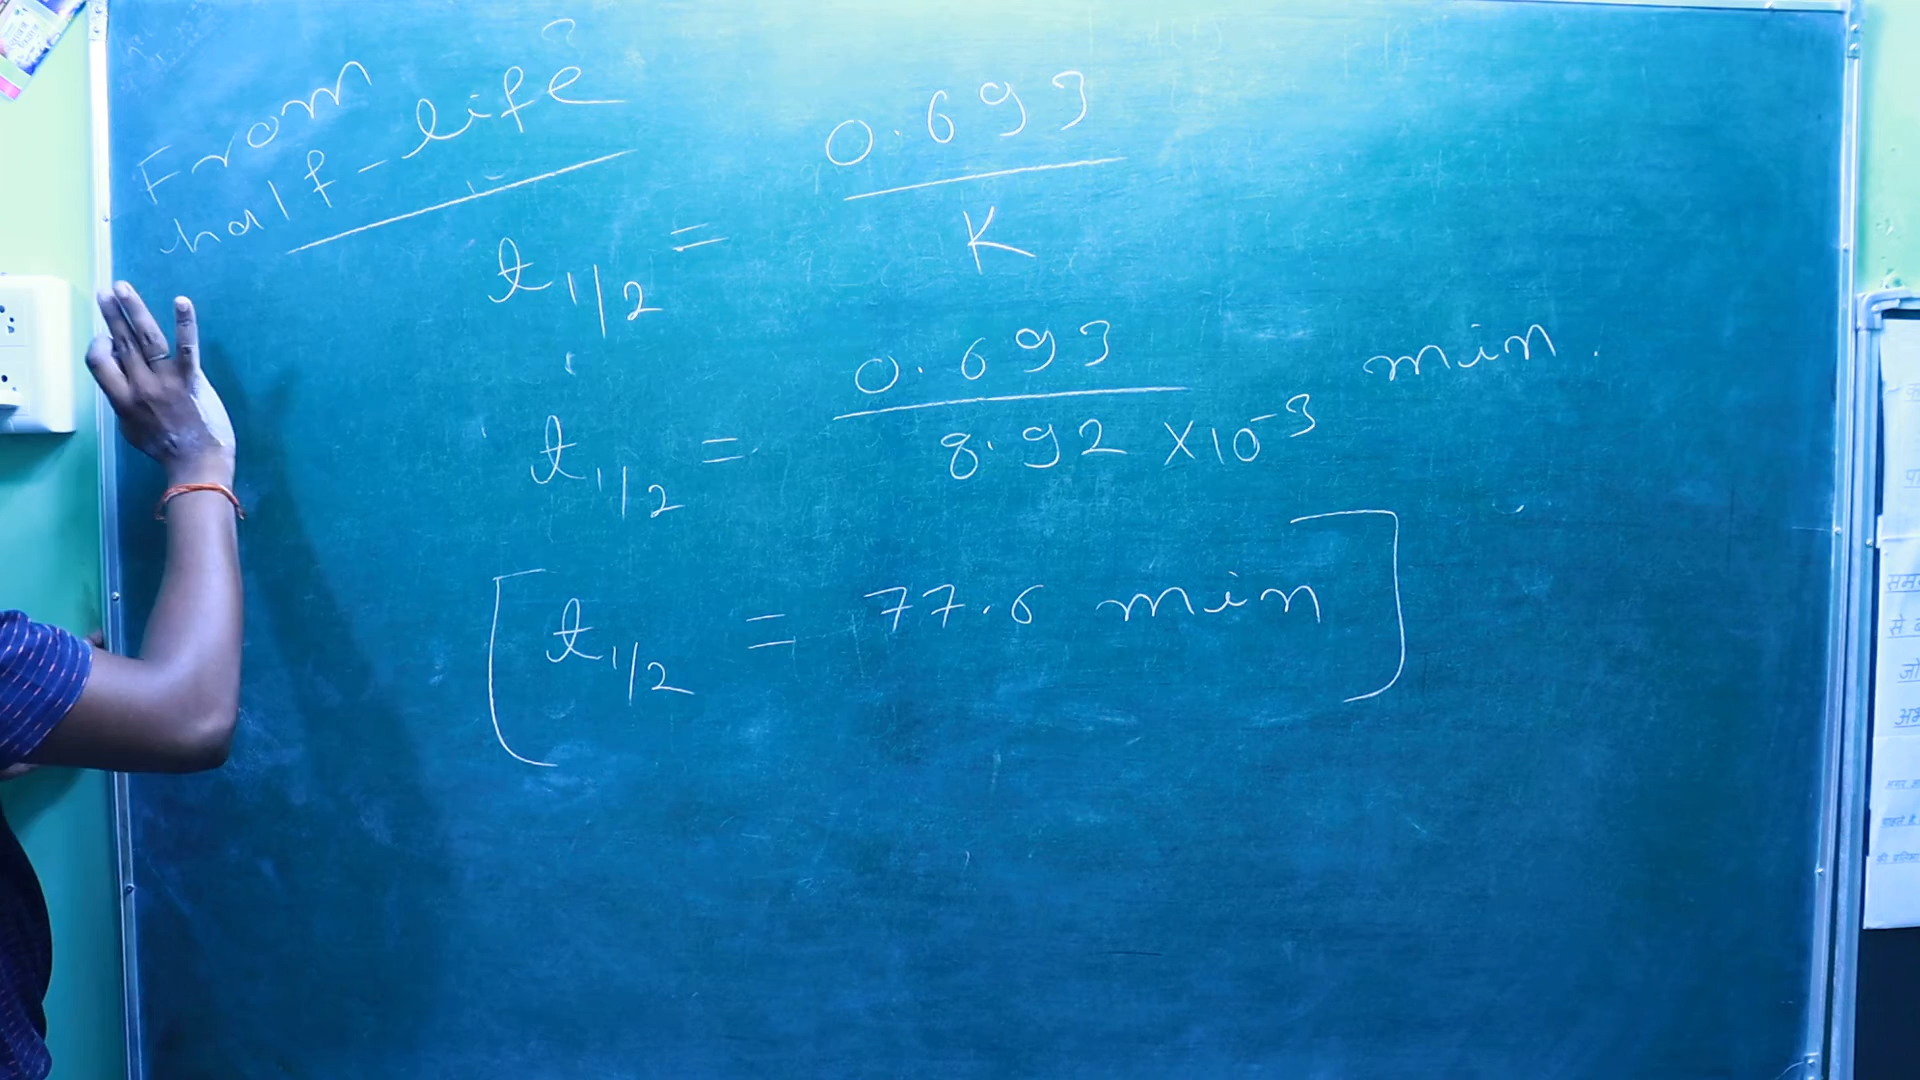 From
half-life
t1/2 = 0.693 / K
t1/2 = 0.693 / 8.92 × 10⁻³ min.
[t1/2 = 77.6 min]